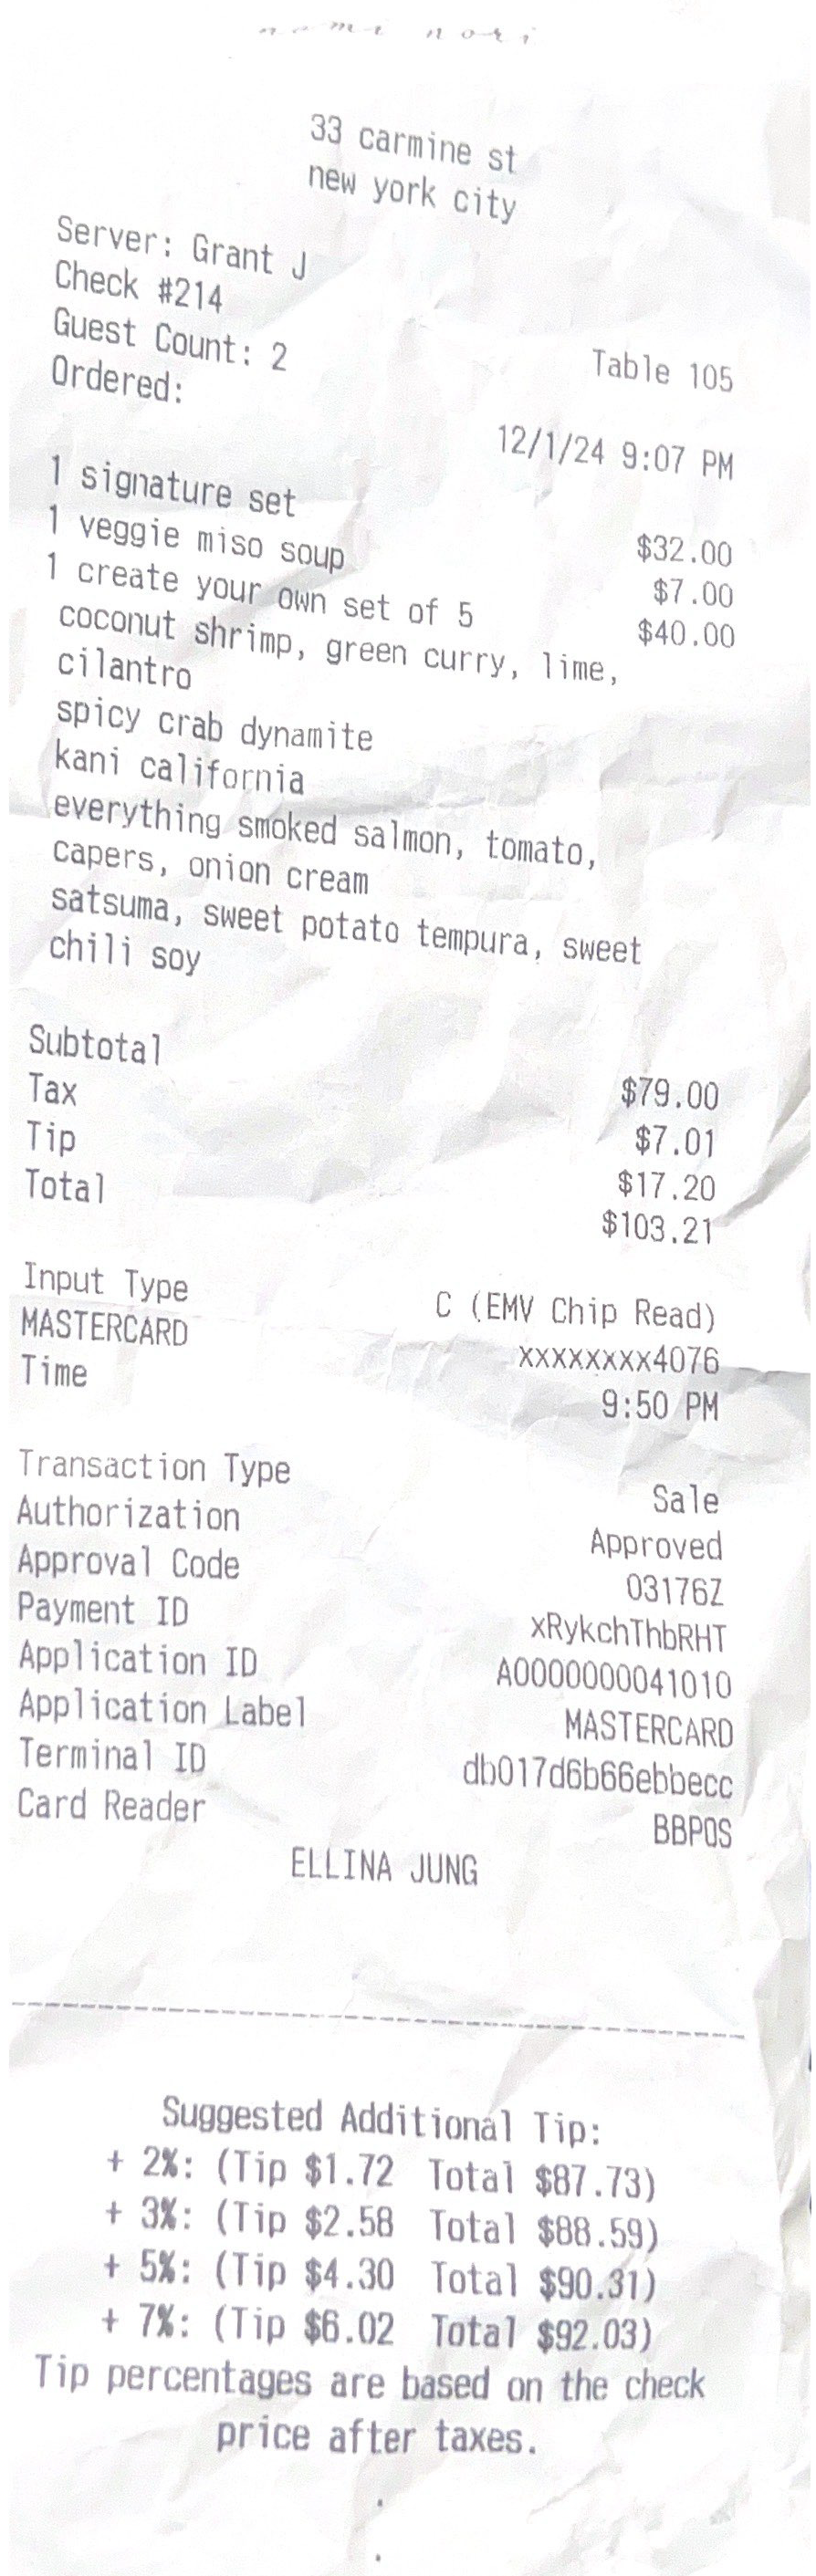 nami nori
33 carmine st
new york city
Server: Grant J
Check #214
Guest Count: 2 Table 105
Ordered: 12/1/24 9:07 PM
1 signature set $32.00
1 veggie miso soup $7.00
1 create your own set of 5 $40.00
coconut shrimp, green curry, lime,
cilantro
spicy crab dynamite
kani california
everything smoked salmon, tomato,
capers, onion cream
satsuma, sweet potato tempura, sweet
chili soy
Subtotal $79.00
Tax $7.01
Tip $17.20
Total $103.21
Input Type C (EMV Chip Read)
MASTERCARD xxxxxxxx4076
Time 9:50 PM
Transaction Type Sale
Authorization Approved
Approval Code 03176Z
Payment ID xRykchThbRHT
Application ID A0000000041010
Application Label MASTERCARD
Terminal ID db017d6b66ebbecc
Card Reader BBPOS
ELLINA JUNG
Suggested Additional Tip:
+ 2%: (Tip $1.72 Total $87.73)
+ 3%: (Tip $2.58 Total $88.59)
+ 5%: (Tip $4.30 Total $90.31)
+ 7%: (Tip $6.02 Total $92.03)
Tip percentages are based on the check
price after taxes.